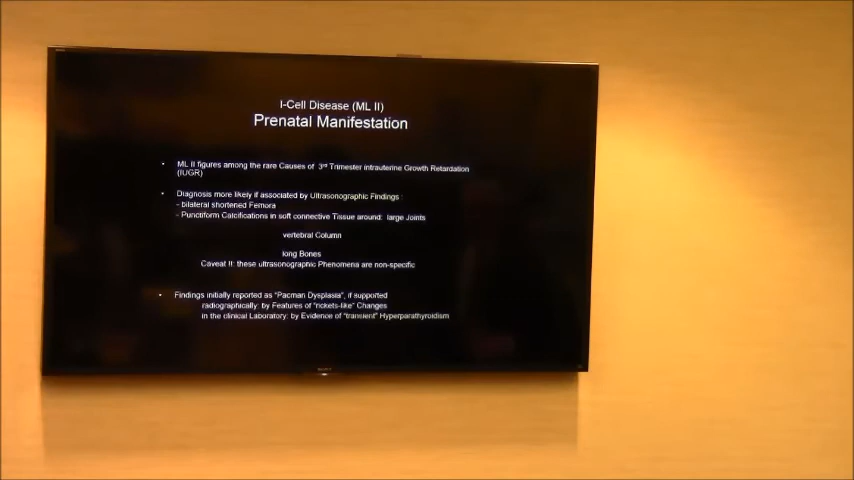 I-Cell Disease (ML II)
Prenatal Manifestation
• ML II figures among the rare Causes of 3rd Trimester intrauterine Growth Retardation
(IUGR)
• Diagnosis more likely if associated by Ultrasonographic Findings :
- bilateral shortened Femora
- Punctiform Calcifications in soft connective Tissue around: large Joints
vertebral Column
long Bones
Caveat !!: these ultrasonographic Phenomena are non-specific
• Findings initially reported as "Pacman Dysplasia", if supported
radiographically: by Features of "rickets-like" Changes
in the clinical Laboratory: by Evidence of "transient" Hyperparathyroidism
SONY